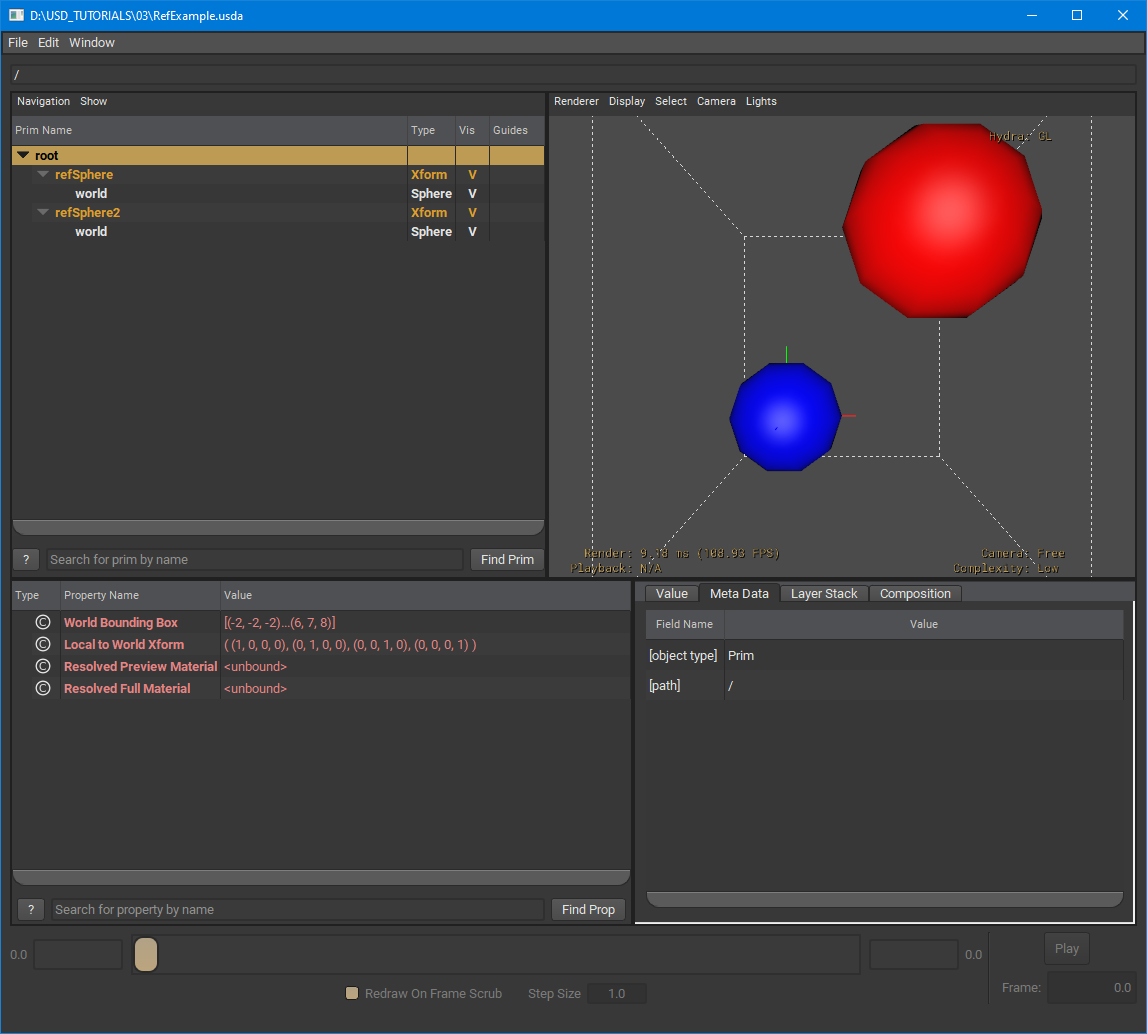 D:\USD_TUTORIALS\03\RefExample.usda
File Edit Window
/
Navigation Show
Prim Name Type Vis Guides
root
refSphere Xform V
world Sphere V
refSphere2 Xform V
world Sphere V
? Search for prim by name Find Prim
Renderer Display Select Camera Lights
Hydra: GL
Render: 9.18 ms (108.93 FPS) Camera: Free
Playback: N/A Complexity: Low
Type Property Name Value
© World Bounding Box [(-2, -2, -2)...(6, 7, 8)]
© Local to World Xform ( (1, 0, 0, 0), (0, 1, 0, 0), (0, 0, 1, 0), (0, 0, 0, 1) )
© Resolved Preview Material <unbound>
© Resolved Full Material <unbound>
? Search for property by name Find Prop
Value Meta Data Layer Stack Composition
Field Name Value
[object type] Prim
[path] /
0.0 0.0 Play
Redraw On Frame Scrub Step Size 1.0 Frame: 0.0